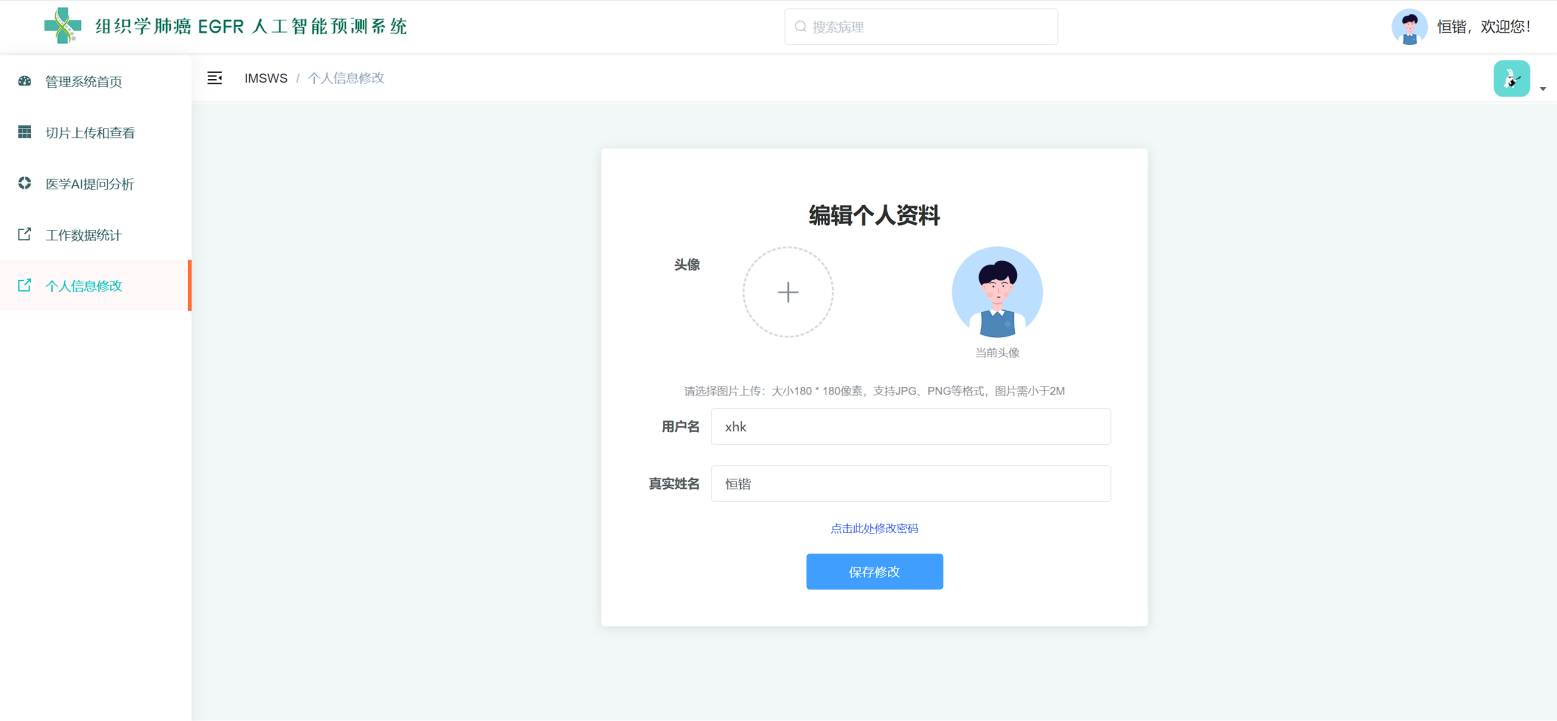 组织学肺癌 EGFR 人工智能预测系统
搜索病理
恒锴，欢迎您!
管理系统首页
切片上传和查看
医学AI提问分析
工作数据统计
个人信息修改
IMSWS / 个人信息修改
编辑个人资料
头像
当前头像
请选择图片上传：大小180 * 180像素，支持JPG、PNG等格式，图片需小于2M
用户名 xhk
真实姓名 恒锴
点击此处修改密码
保存修改